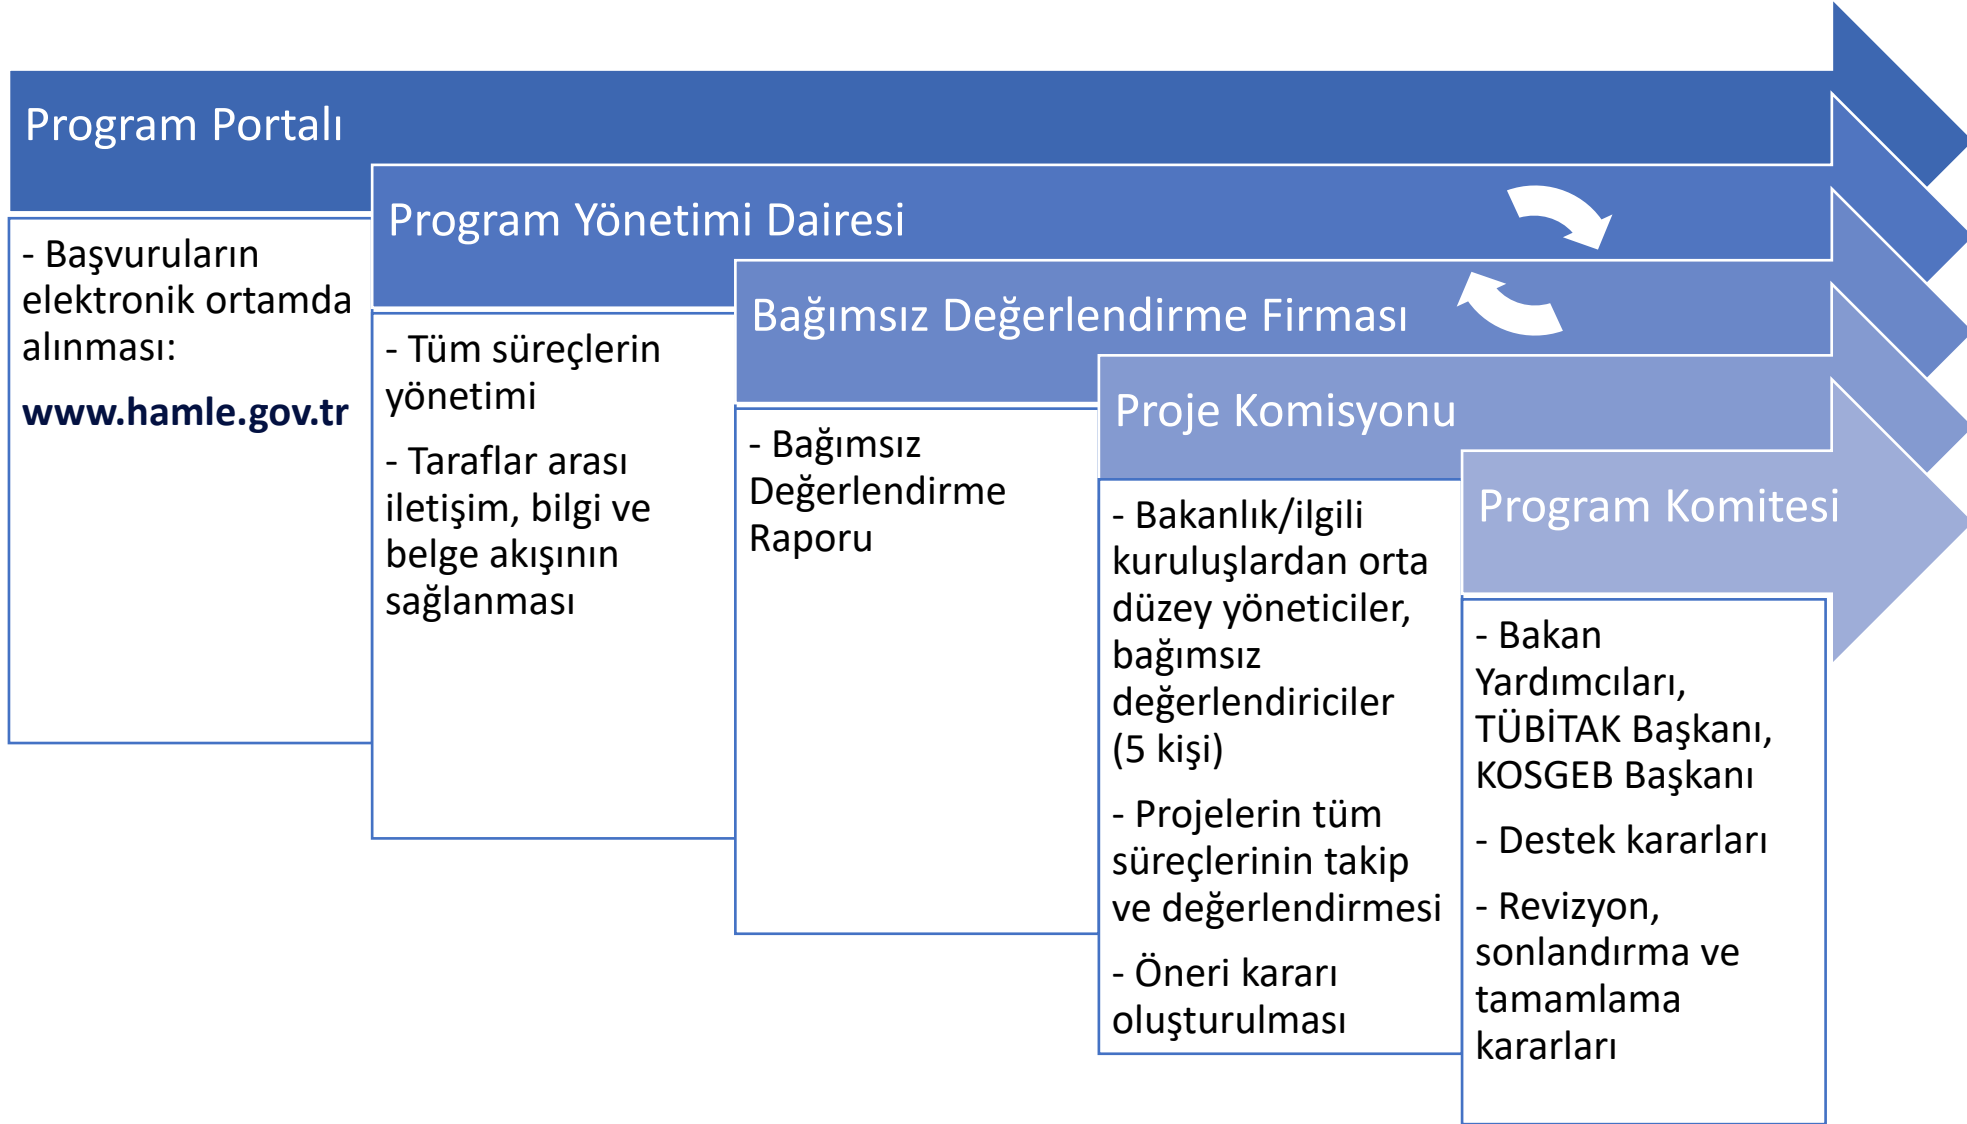 Program Portalı
- Başvuruların
elektronik ortamda
alınması:
www.hamle.gov.tr
Program Yönetimi Dairesi
- Tüm süreçlerin
yönetimi
- Taraflar arası
iletişim, bilgi ve
belge akışının
sağlanması
Bağımsız Değerlendirme Firması
- Bağımsız
Değerlendirme
Raporu
Proje Komisyonu
- Bakanlık/ilgili
kuruluşlardan orta
düzey yöneticiler,
bağımsız
değerlendiriciler
(5 kişi)
- Projelerin tüm
süreçlerinin takip
ve değerlendirmesi
- Öneri kararı
oluşturulması
Program Komitesi
- Bakan
Yardımcıları,
TÜBİTAK Başkanı,
KOSGEB Başkanı
- Destek kararları
- Revizyon,
sonlandırma ve
tamamlama
kararları